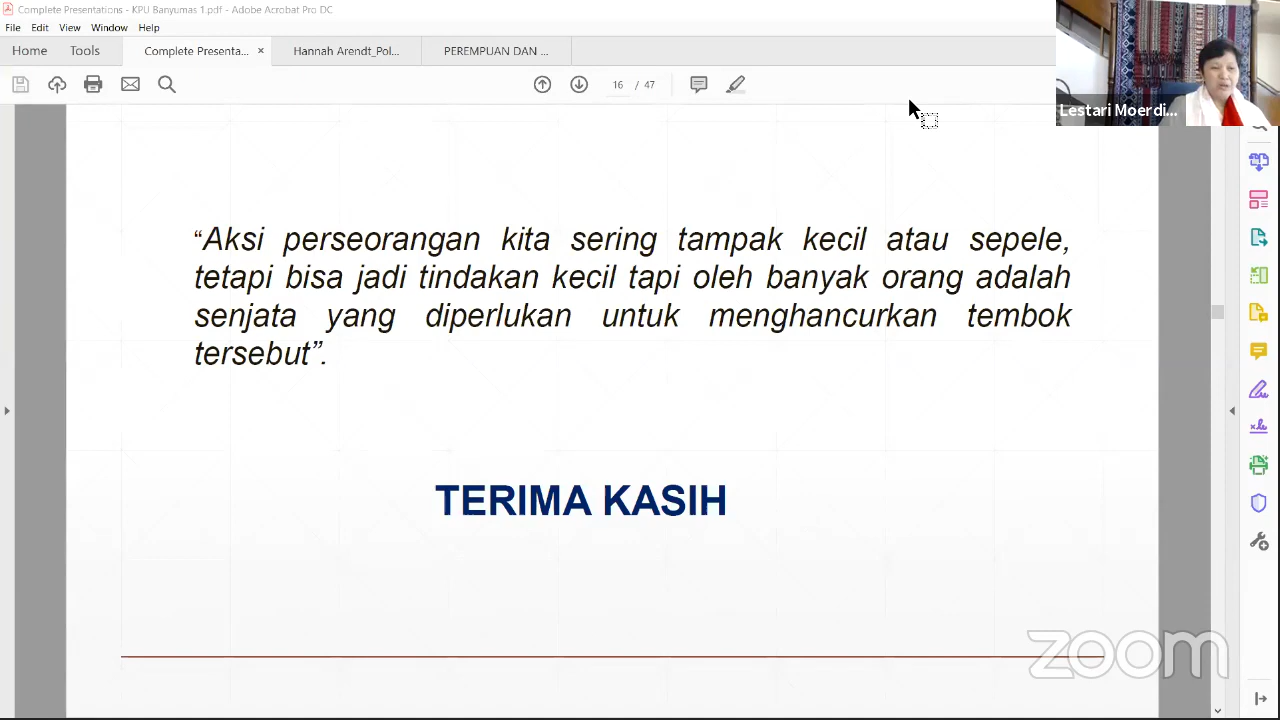 Complete Presentations - KPU Banyumas 1.pdf - Adobe Acrobat Pro DC
File Edit View Window Help
Home Tools Complete Presenta... × Hannah Arendt_Pol... PEREMPUAN DAN ...
16 / 47
Lestari Moerdi...
“Aksi perseorangan kita sering tampak kecil atau sepele,
tetapi bisa jadi tindakan kecil tapi oleh banyak orang adalah
senjata yang diperlukan untuk menghancurkan tembok
tersebut”.
TERIMA KASIH
zoom